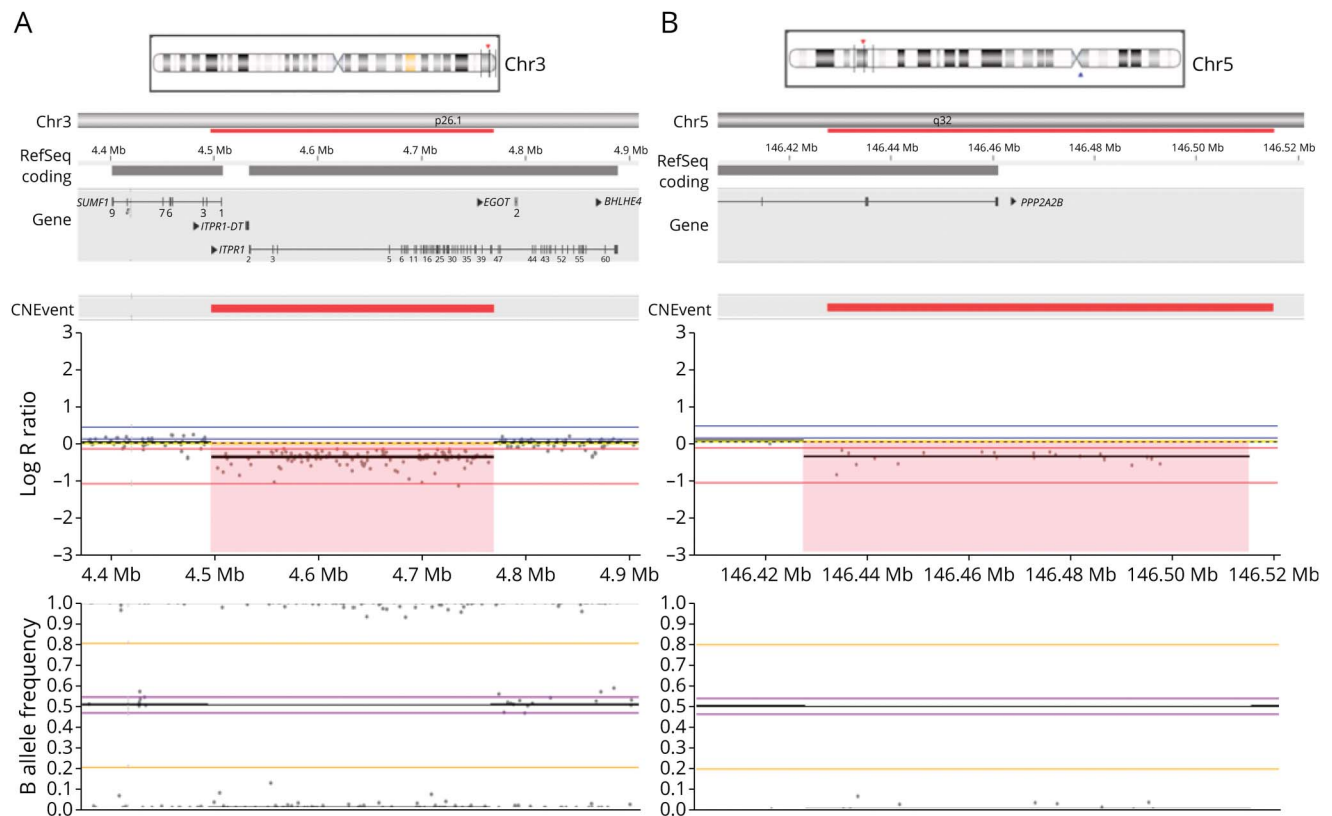 A
B
Chr3
Chr5
Chr3
p26.1
4.4 Mb 4.5 Mb 4.6 Mb 4.7 Mb 4.8 Mb 4.9 Mb
RefSeq
coding
Gene
SUMF1
EGOT
BHLHE4
9 7 6 3 1 2
ITPR1-DT
ITPR1
2 3 5 6 11 16 25 30 35 39 47 44 43 52 55 60
CNEvent
Chr5
q32
146.42 Mb 146.44 Mb 146.46 Mb 146.48 Mb 146.50 Mb 146.52 Mb
RefSeq
coding
Gene
PPP2A2B
CNEvent
Log R ratio
3
2
1
0
–1
–2
–3
4.4 Mb 4.5 Mb 4.6 Mb 4.7 Mb 4.8 Mb 4.9 Mb
3
2
1
0
–1
–2
–3
146.42 Mb 146.44 Mb 146.46 Mb 146.48 Mb 146.50 Mb 146.52 Mb
B allele frequency
1.0
0.9
0.8
0.7
0.6
0.5
0.4
0.3
0.2
0.1
0.0
1.0
0.9
0.8
0.7
0.6
0.5
0.4
0.3
0.2
0.1
0.0